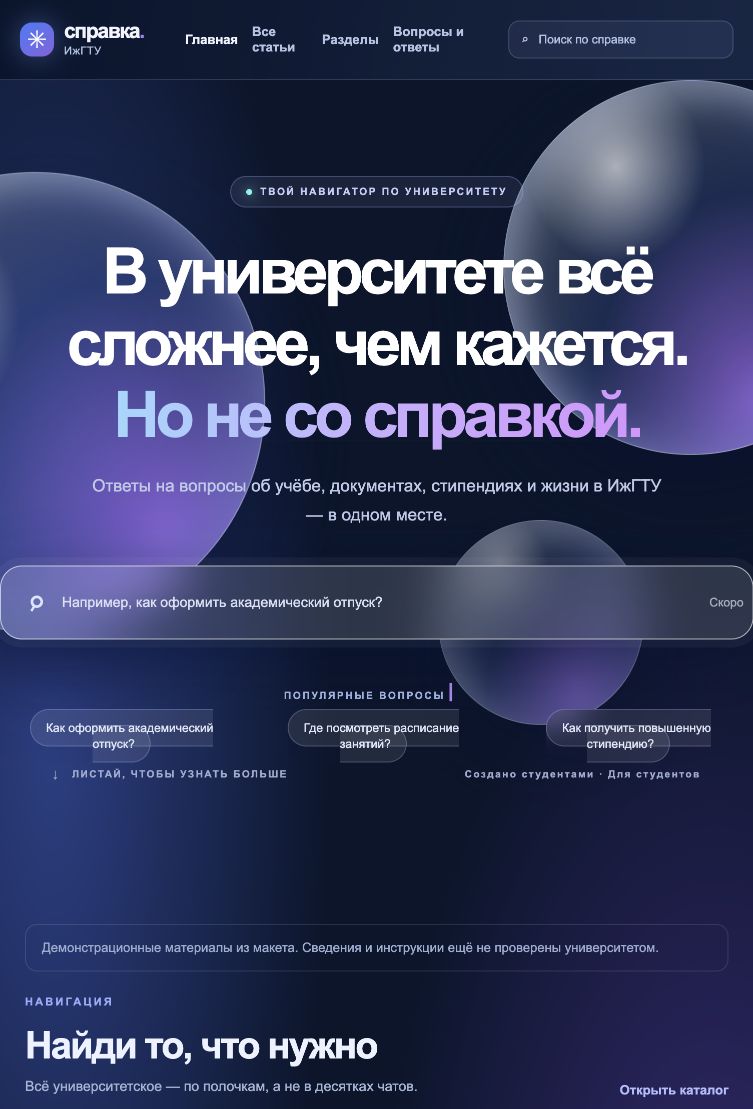 справка.
ИжГТУ
Главная
Все статьи
Разделы
Вопросы и ответы
Поиск по справке
ТВОЙ НАВИГАТОР ПО УНИВЕРСИТЕТУ
В университете всё
сложнее, чем кажется.
Но не со справкой.
Ответы на вопросы об учёбе, документах, стипендиях и жизни в ИжГТУ
— в одном месте.
Например, как оформить академический отпуск?
Скоро
ПОПУЛЯРНЫЕ ВОПРОСЫ
Как оформить академический
отпуск?
Где посмотреть расписание
занятий?
Как получить повышенную
стипендию?
↓ ЛИСТАЙ, ЧТОБЫ УЗНАТЬ БОЛЬШЕ
Создано студентами · Для студентов
Демонстрационные материалы из макета. Сведения и инструкции ещё не проверены университетом.
НАВИГАЦИЯ
Найди то, что нужно
Всё университетское — по полочкам, а не в десятках чатов.
Открыть каталог